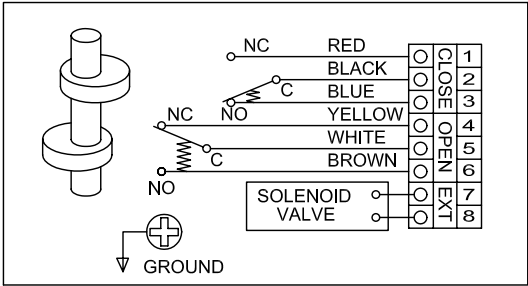 NC RED 1
BLACK 2
C BLUE 3
NO
NC YELLOW 4
WHITE 5
C BROWN 6
NO
CLOSE
OPEN
EXT
SOLENOID 7
VALVE 8
GROUND